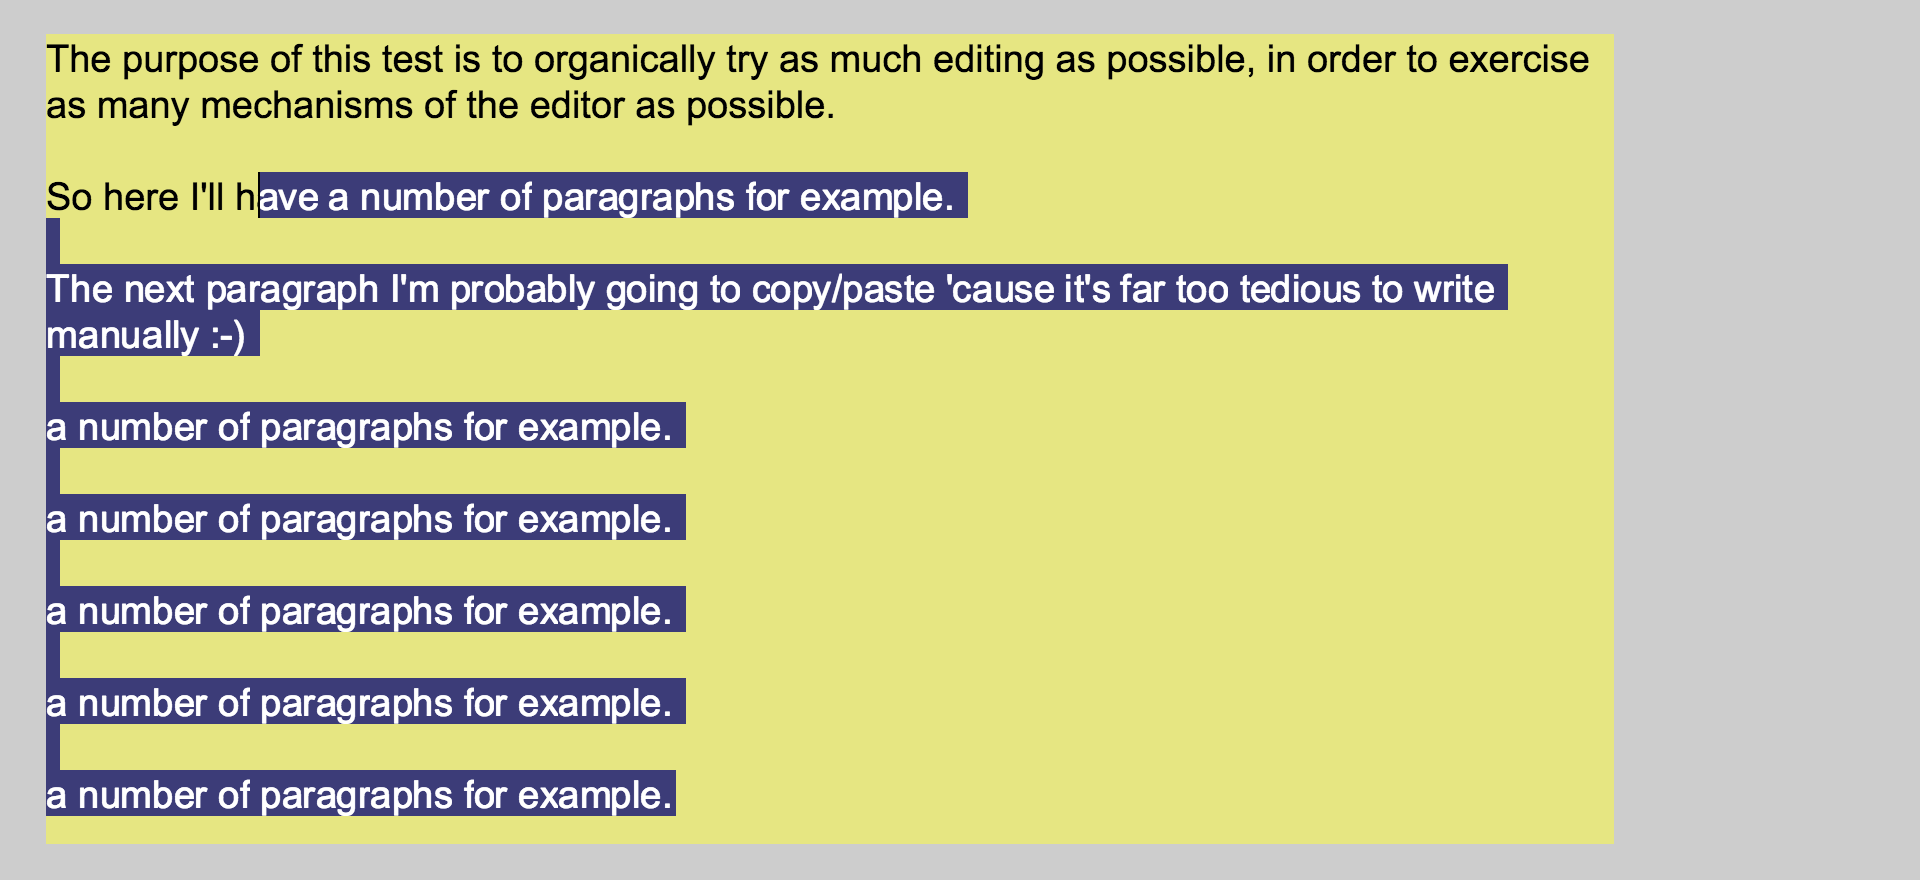 The purpose of this test is to organically try as much editing as possible, in order to exercise
as many mechanisms of the editor as possible.
So here I'll have a number of paragraphs for example.
The next paragraph I'm probably going to copy/paste 'cause it's far too tedious to write
manually :-)
a number of paragraphs for example.
a number of paragraphs for example.
a number of paragraphs for example.
a number of paragraphs for example.
a number of paragraphs for example.